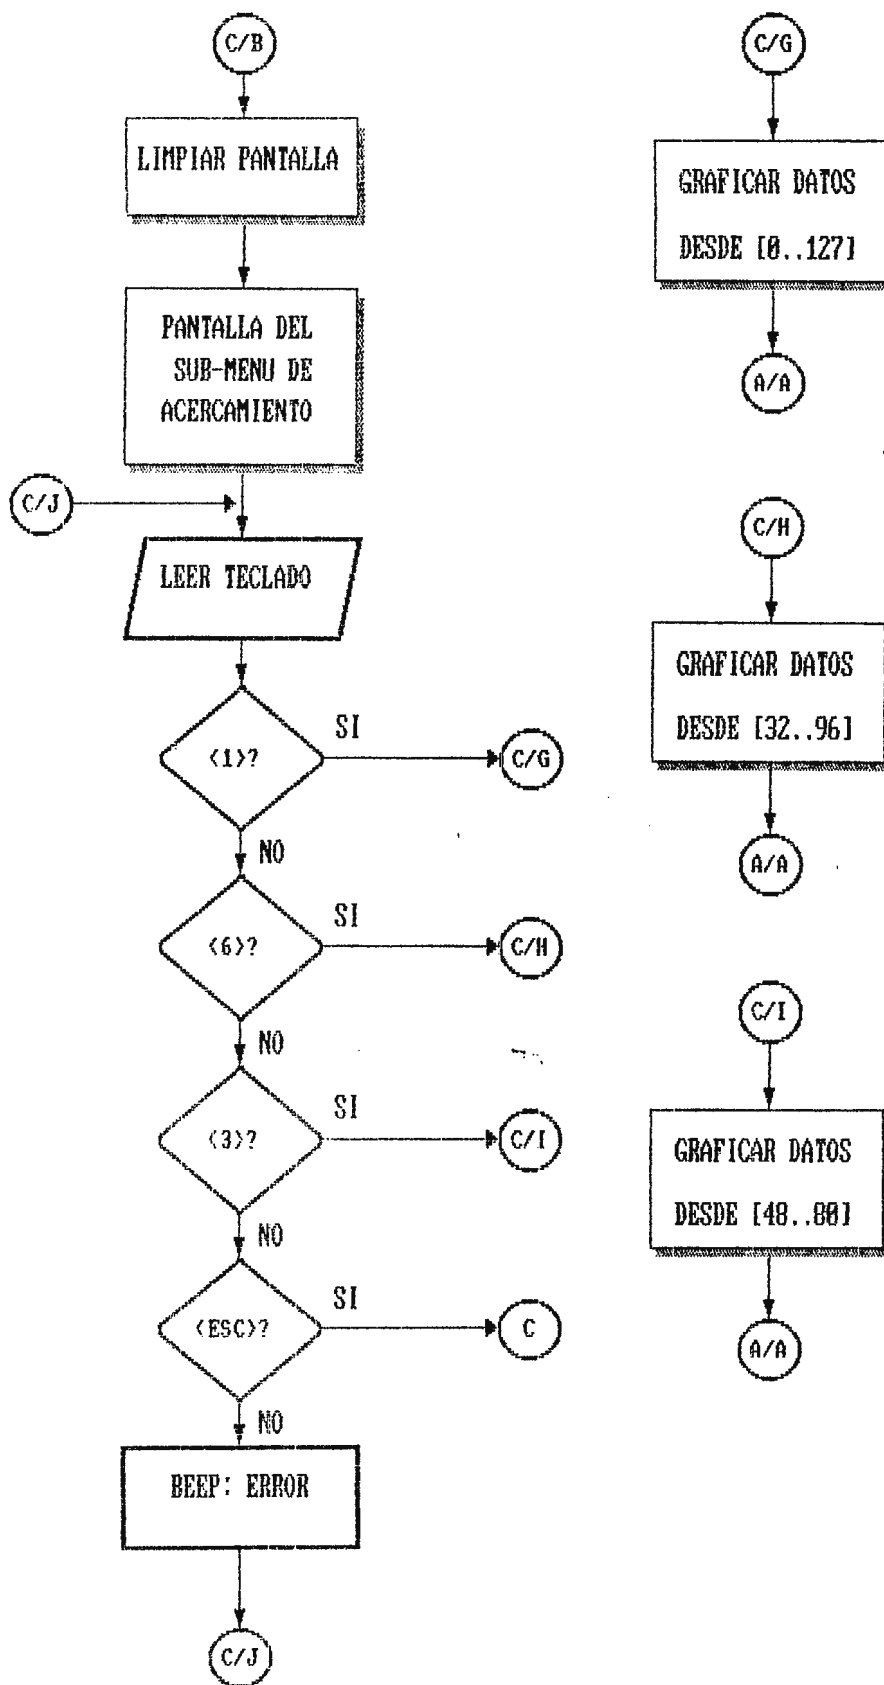 C/B
LIMPIAR PANTALLA
PANTALLA DEL
SUB-MENU DE
ACERCAMIENTO
C/J
LEER TECLADO
<1>?
SI
C/G
NO
<6>?
SI
C/H
NO
<3>?
SI
C/I
NO
<ESC>?
SI
C
NO
BEEP: ERROR
C/J
C/G
GRAFICAR DATOS
DESDE [0..127]
A/A
C/H
GRAFICAR DATOS
DESDE [32..96]
A/A
C/I
GRAFICAR DATOS
DESDE [48..80]
A/A